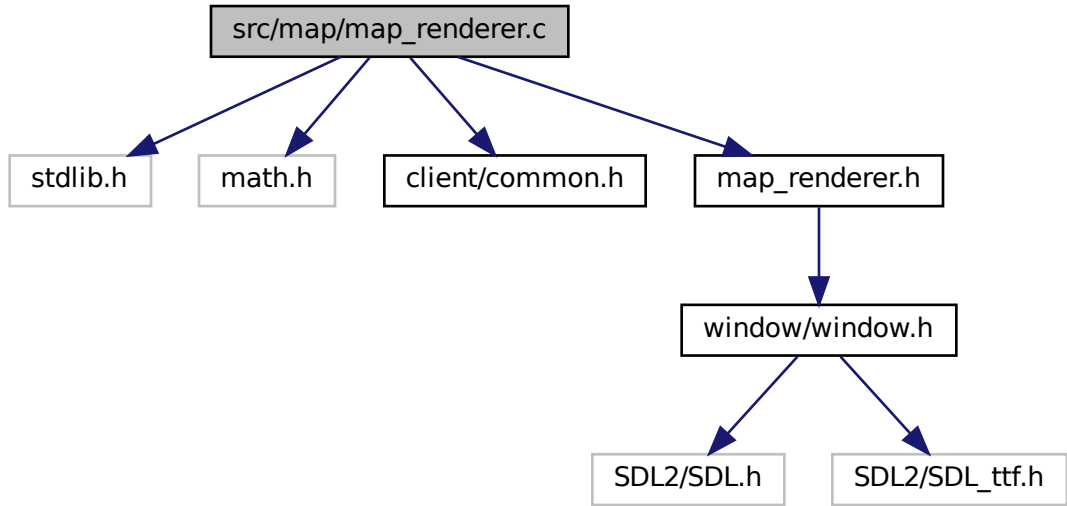 src/map/map_renderer.c
stdlib.h
math.h
client/common.h
map_renderer.h
window/window.h
SDL2/SDL.h
SDL2/SDL_ttf.h